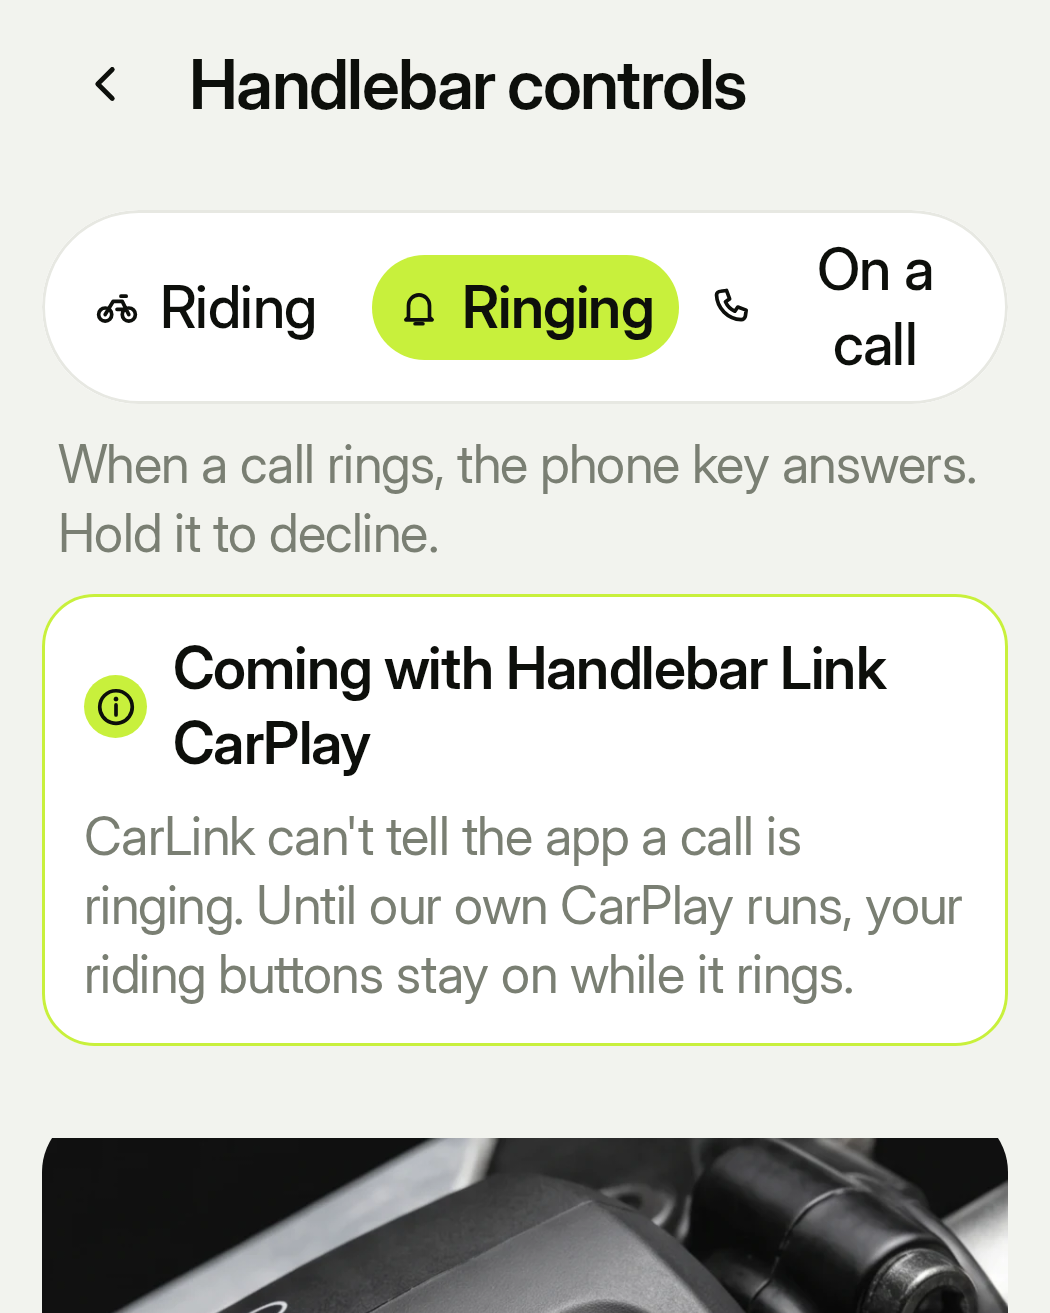 Handlebar controls
Riding
Ringing
On a
call
When a call rings, the phone key answers.
Hold it to decline.
Coming with Handlebar Link
CarPlay
CarLink can't tell the app a call is
ringing. Until our own CarPlay runs, your
riding buttons stay on while it rings.